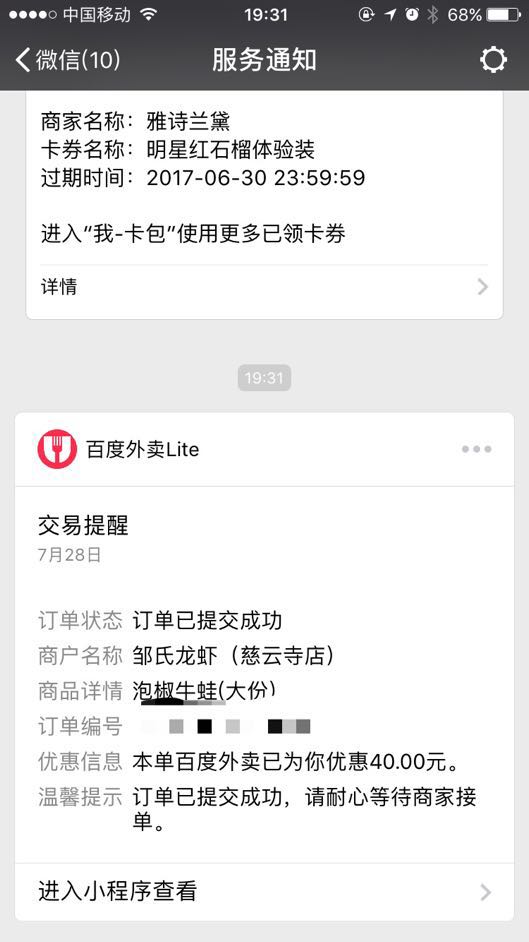 中国移动 19:31 68%
微信(10) 服务通知
商家名称：雅诗兰黛
卡券名称：明星红石榴体验装
过期时间：2017-06-30 23:59:59
进入“我-卡包”使用更多已领卡券
详情
19:31
百度外卖Lite
交易提醒
7月28日
订单状态 订单已提交成功
商户名称 邹氏龙虾（慈云寺店）
商品详情 泡椒牛蛙(大份)
订单编号
优惠信息 本单百度外卖已为你优惠40.00元。
温馨提示 订单已提交成功，请耐心等待商家接
单。
进入小程序查看